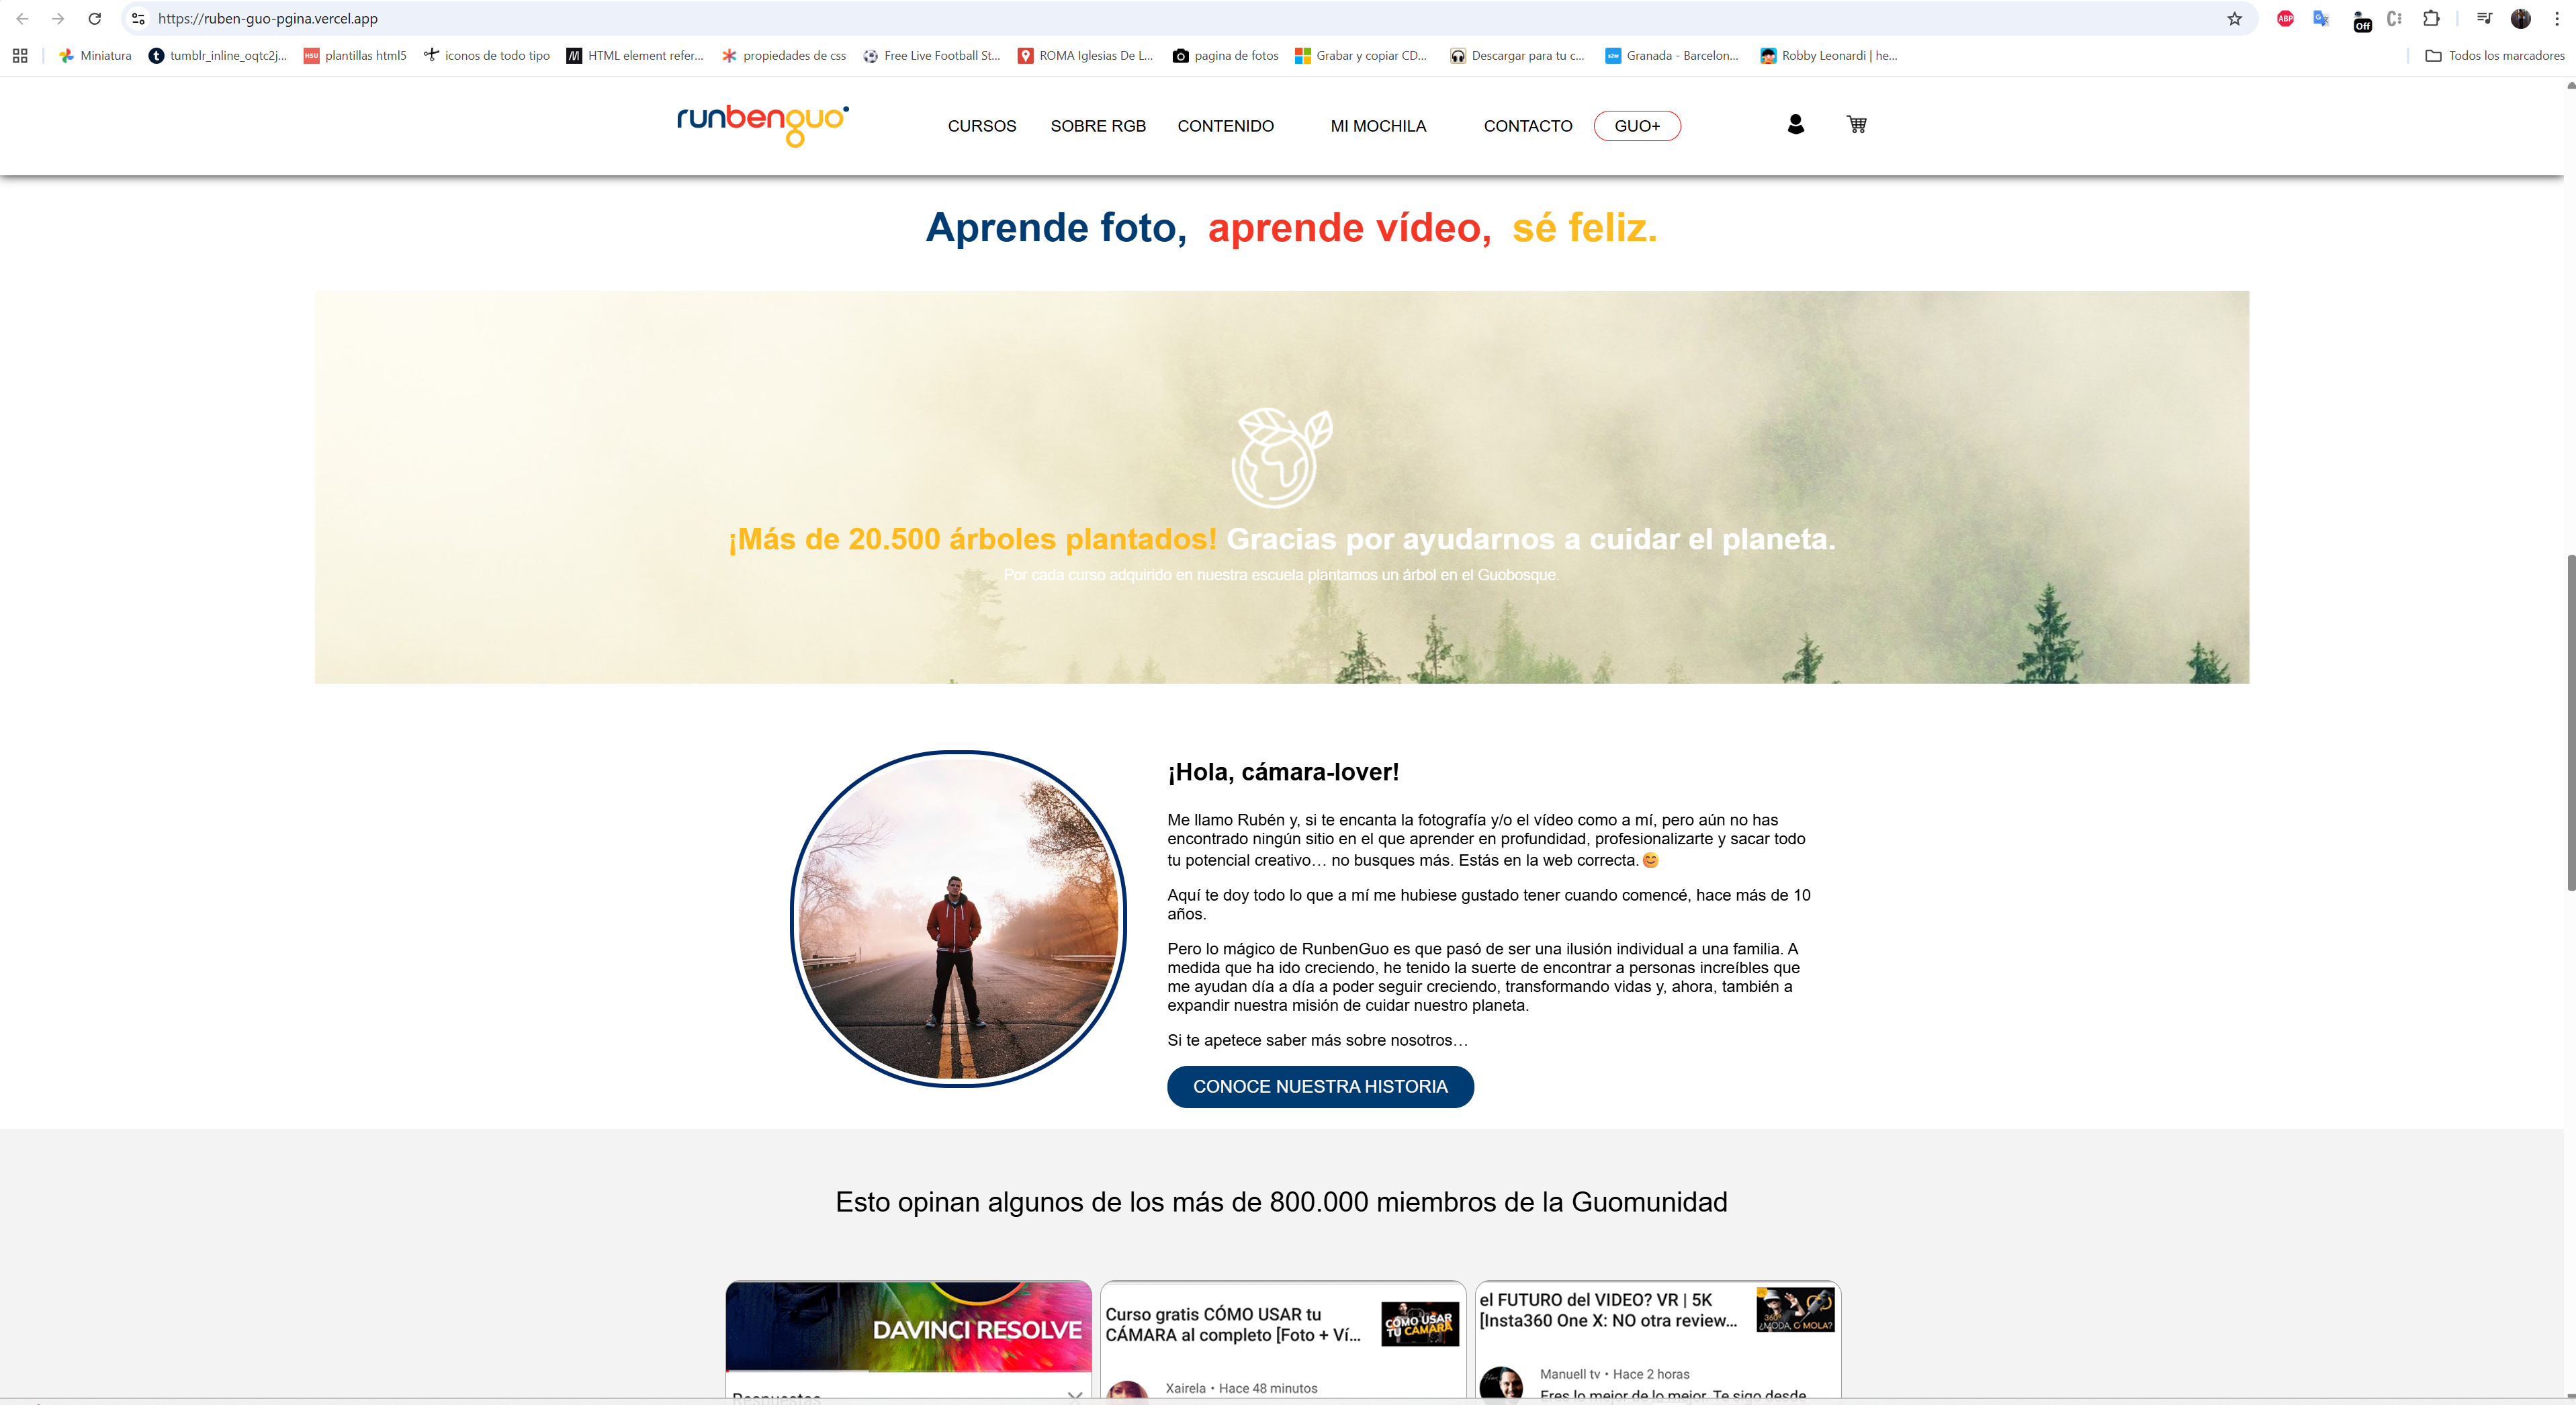 https://ruben-guo-pgina.vercel.app
ABP
Off
Miniatura
tumblr_inline_oqtc2j...
HSU
plantillas html5
iconos de todo tipo
HTML element refer...
propiedades de css
Free Live Football St...
ROMA Iglesias De L...
pagina de fotos
Grabar y copiar CD...
Descargar para tu c...
Granada - Barcelon...
Robby Leonardi | he...
Todos los marcadores
runbenguo
CURSOS
SOBRE RGB
CONTENIDO
MI MOCHILA
CONTACTO
GUO+
Aprende foto, aprende vídeo, sé feliz.
¡Más de 20.500 árboles plantados! Gracias por ayudarnos a cuidar el planeta.
Por cada curso adquirido en nuestra escuela plantamos un árbol en el Guobosque.
¡Hola, cámara-lover!
Me llamo Rubén y, si te encanta la fotografía y/o el vídeo como a mí, pero aún no has
encontrado ningún sitio en el que aprender en profundidad, profesionalizarte y sacar todo
tu potencial creativo… no busques más. Estás en la web correcta.😊
Aquí te doy todo lo que a mí me hubiese gustado tener cuando comencé, hace más de 10
años.
Pero lo mágico de RunbenGuo es que pasó de ser una ilusión individual a una familia. A
medida que ha ido creciendo, he tenido la suerte de encontrar a personas increíbles que
me ayudan día a día a poder seguir creciendo, transformando vidas y, ahora, también a
expandir nuestra misión de cuidar nuestro planeta.
Si te apetece saber más sobre nosotros…
CONOCE NUESTRA HISTORIA
Esto opinan algunos de los más de 800.000 miembros de la Guomunidad
DAVINCI RESOLVE
Respuestas
Curso gratis CÓMO USAR tu
CÁMARA al completo [Foto + Ví...
CÓMO USAR
TU CÁMARA
Xairela • Hace 48 minutos
el FUTURO del VIDEO? VR | 5K
[Insta360 One X: NO otra review...
360º
¿MODA, O MOLA?
Manuell tv • Hace 2 horas
Eres lo mejor de lo mejor. Te sigo desde